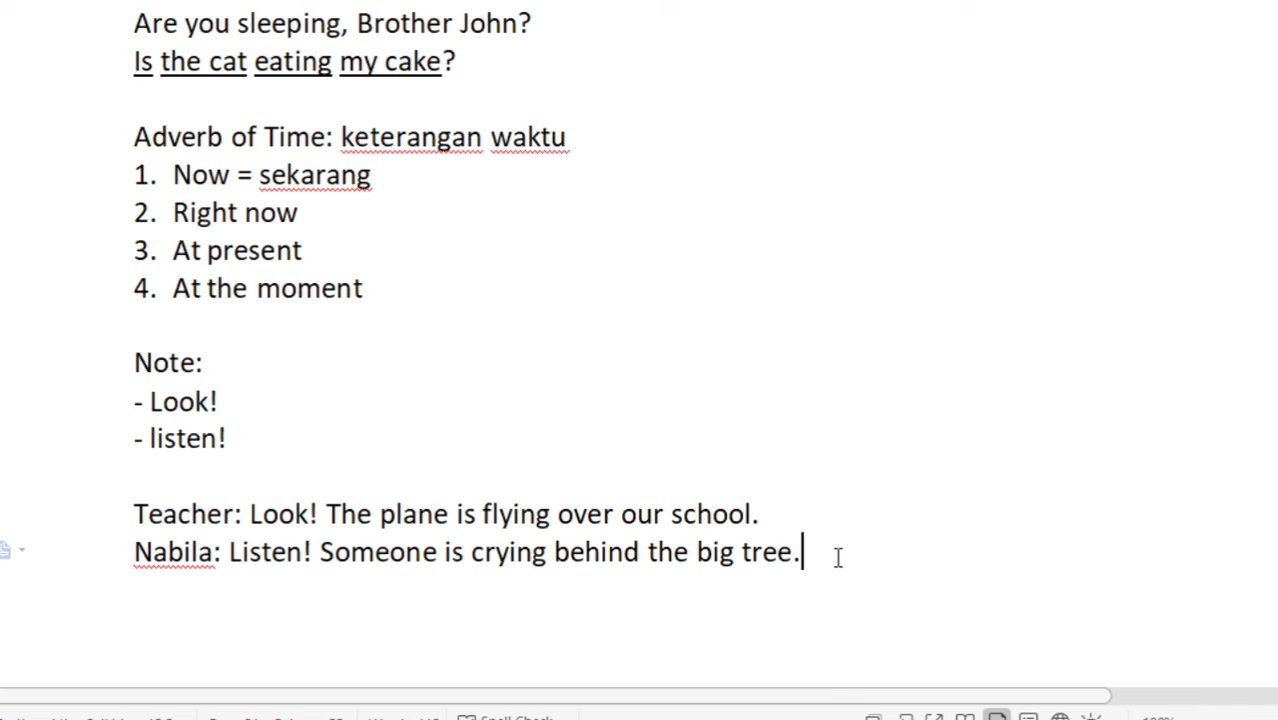 Are you sleeping, Brother John?
Is the cat eating my cake?
Adverb of Time: keterangan waktu
1. Now = sekarang
2. Right now
3. At present
4. At the moment
Note:
- Look!
- listen!
Teacher: Look! The plane is flying over our school.
Nabila: Listen! Someone is crying behind the big tree.